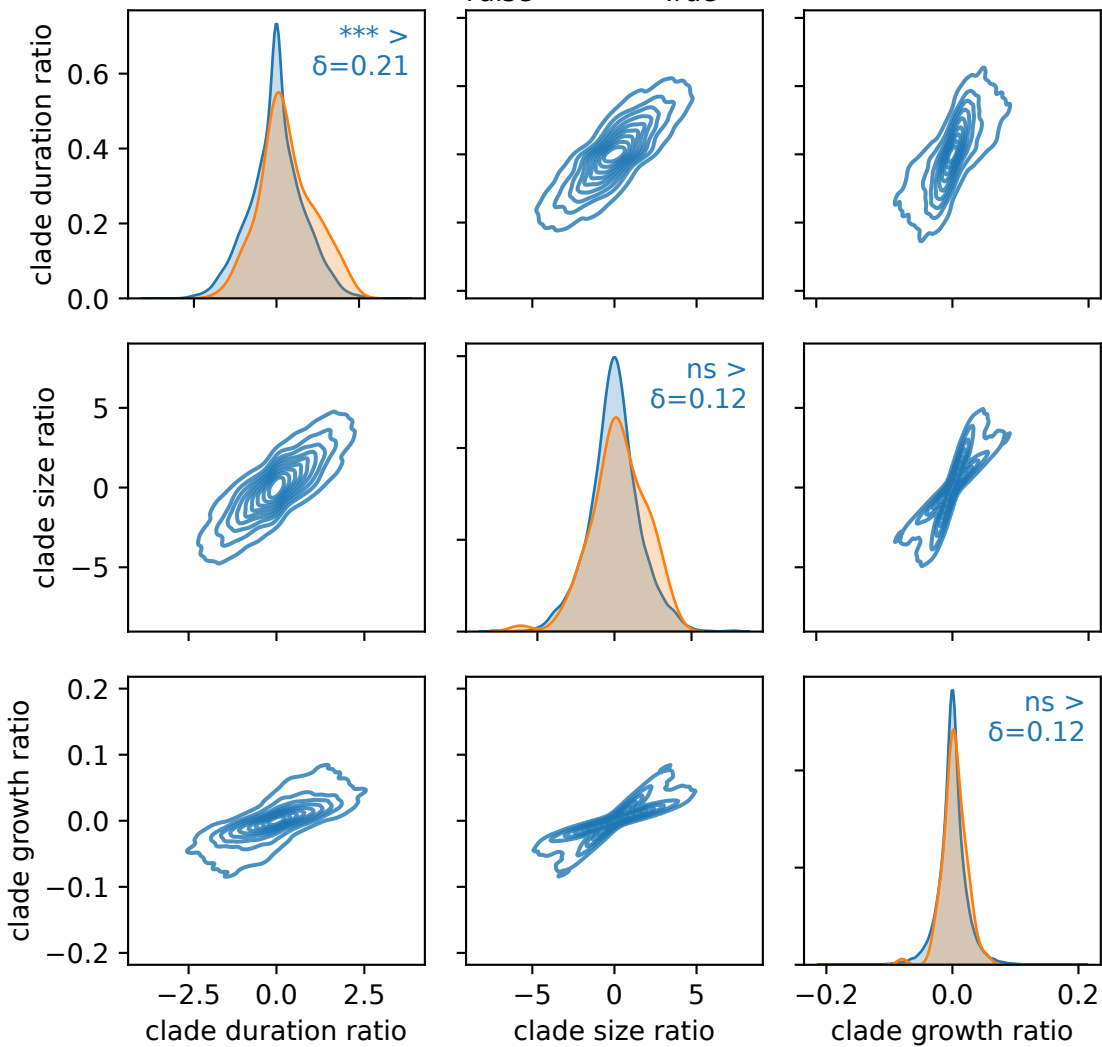 clade duration ratio
0.6
0.4
0.2
0.0
*** >
δ=0.21
clade size ratio
5
0
−5
ns >
δ=0.12
clade growth ratio
0.2
0.1
0.0
−0.1
−0.2
ns >
δ=0.12
−2.5 0.0 2.5
clade duration ratio
−5 0 5
clade size ratio
−0.2 0.0 0.2
clade growth ratio